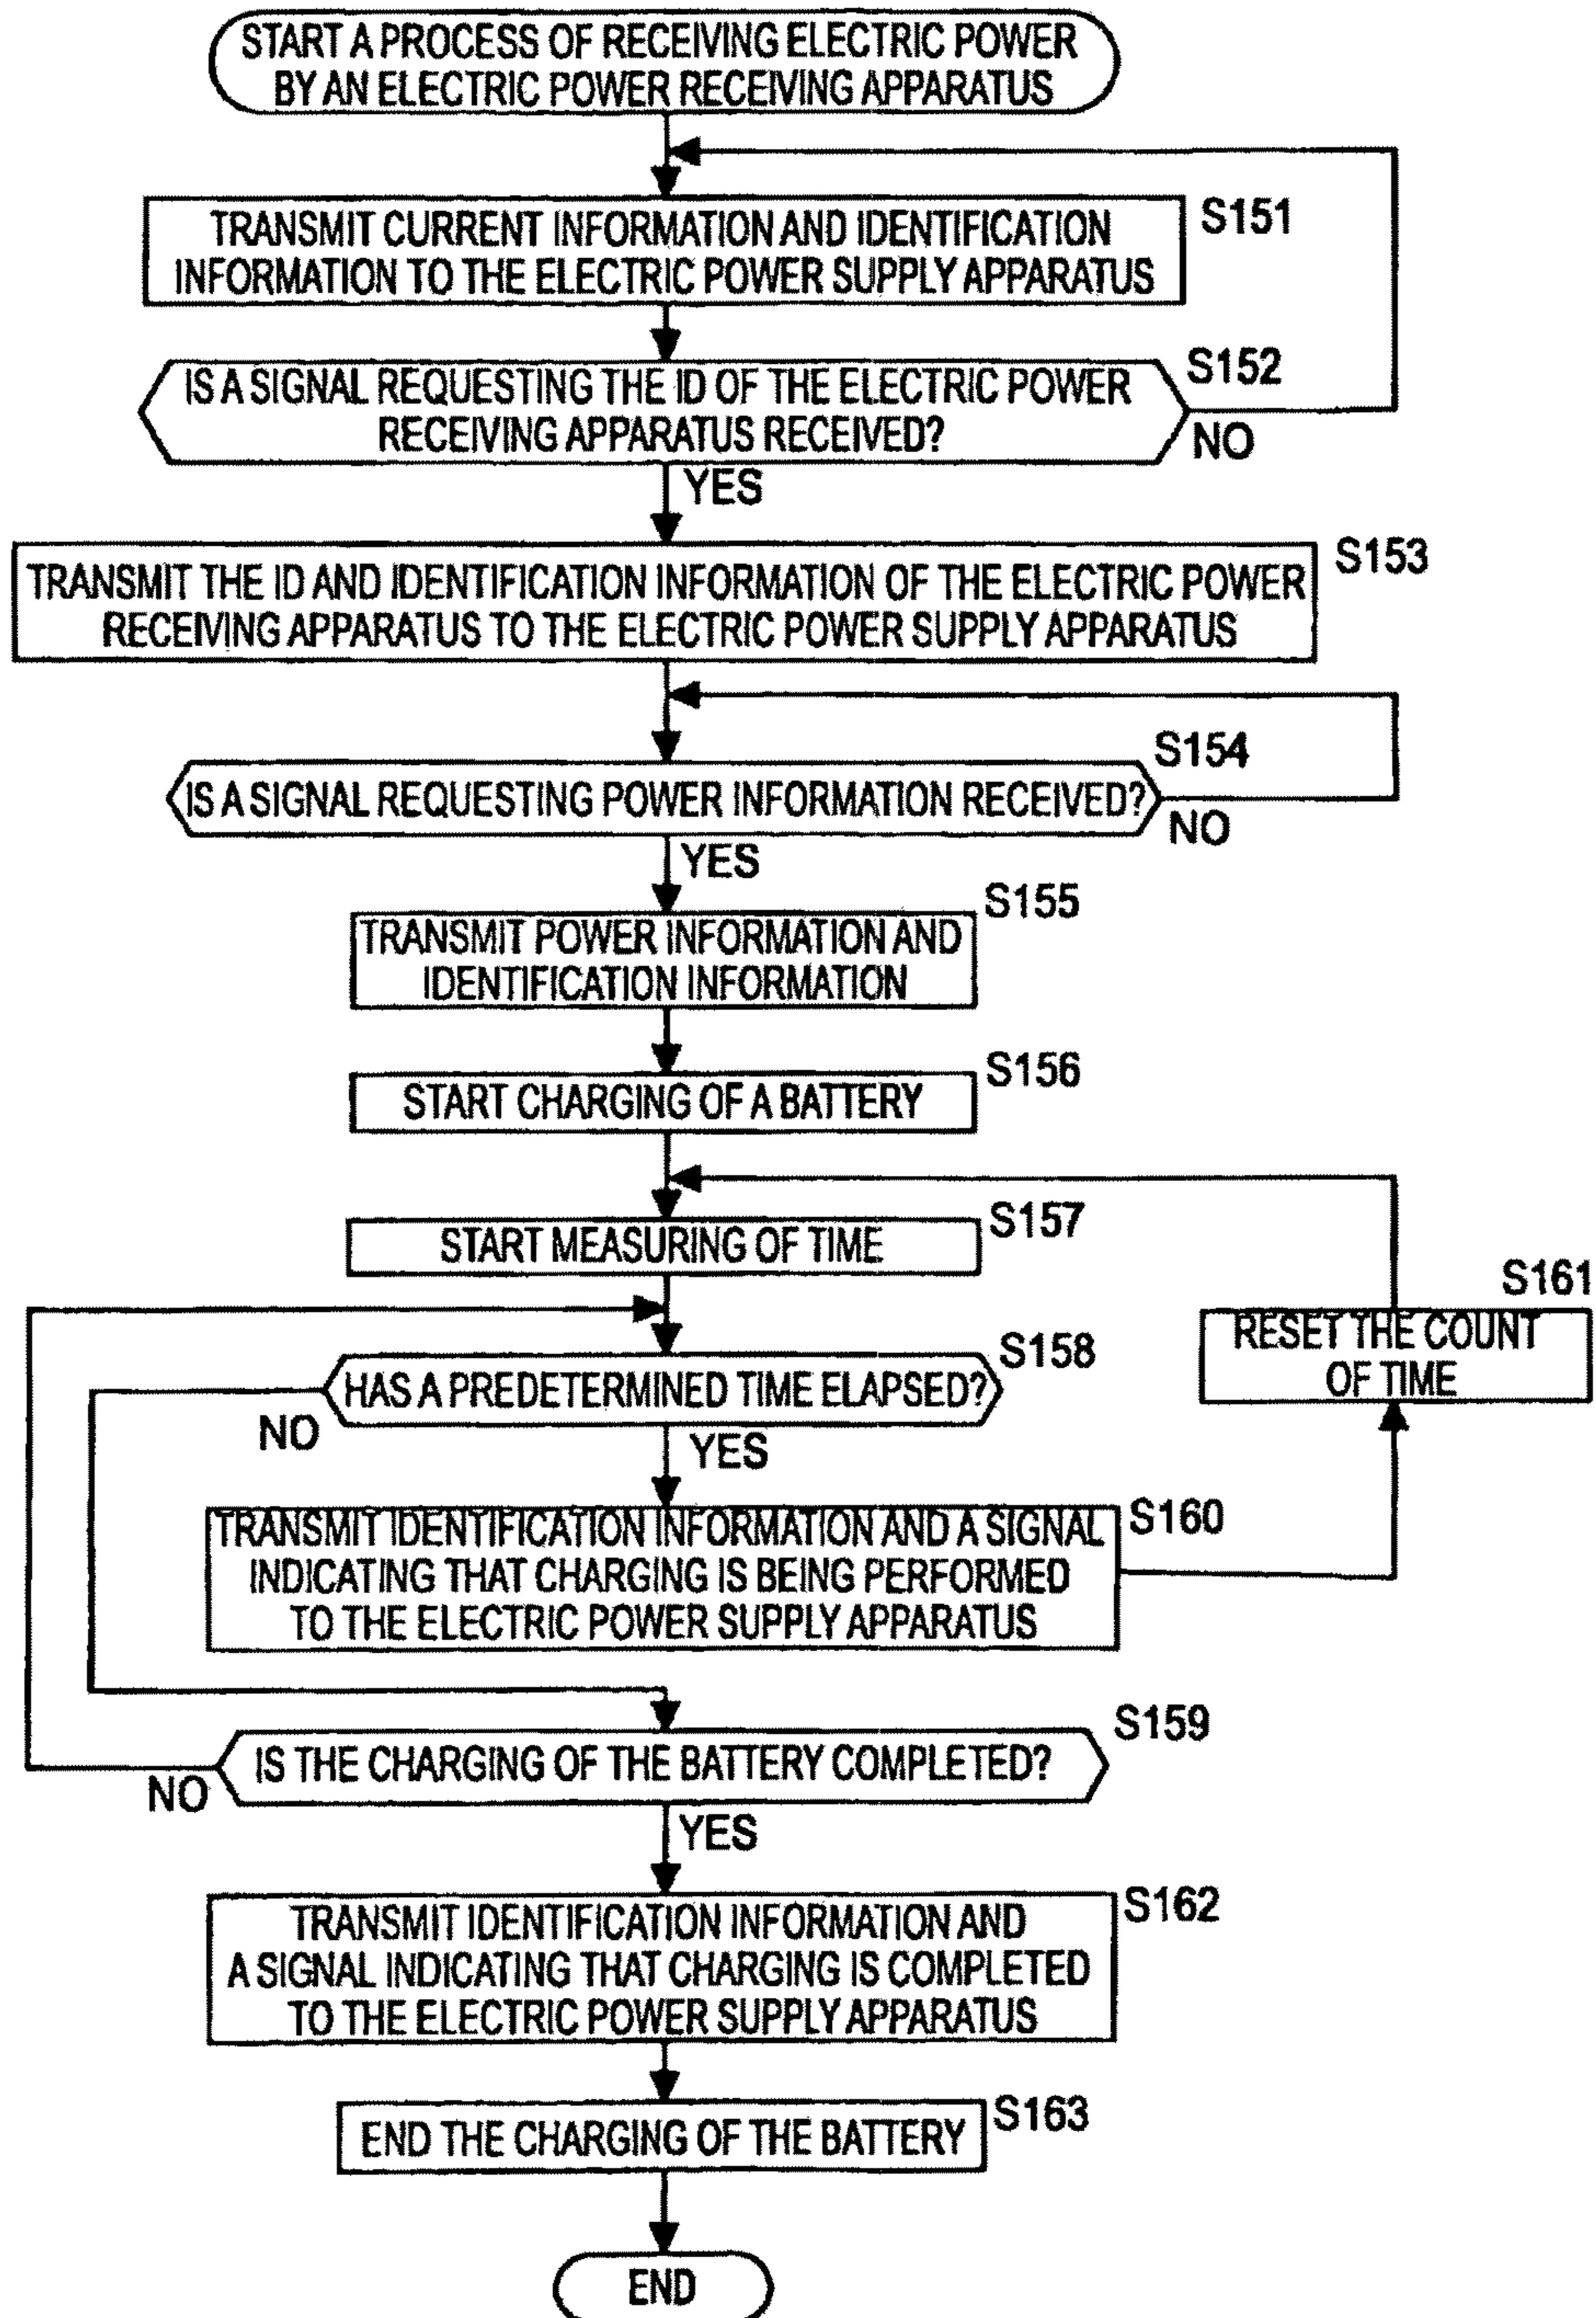 START A PROCESS OF RECEIVING ELECTRIC POWER
BY AN ELECTRIC POWER RECEIVING APPARATUS
S151
TRANSMIT CURRENT INFORMATION AND IDENTIFICATION
INFORMATION TO THE ELECTRIC POWER SUPPLY APPARATUS
S152
IS A SIGNAL REQUESTING THE ID OF THE ELECTRIC POWER
RECEIVING APPARATUS RECEIVED?
NO
YES
S153
TRANSMIT THE ID AND IDENTIFICATION INFORMATION OF THE ELECTRIC POWER
RECEIVING APPARATUS TO THE ELECTRIC POWER SUPPLY APPARATUS
S154
IS A SIGNAL REQUESTING POWER INFORMATION RECEIVED?
NO
YES
S155
TRANSMIT POWER INFORMATION AND
IDENTIFICATION INFORMATION
S156
START CHARGING OF A BATTERY
S157
START MEASURING OF TIME
S161
RESET THE COUNT
OF TIME
S158
HAS A PREDETERMINED TIME ELAPSED?
NO
YES
S160
TRANSMIT IDENTIFICATION INFORMATION AND A SIGNAL
INDICATING THAT CHARGING IS BEING PERFORMED
TO THE ELECTRIC POWER SUPPLY APPARATUS
S159
IS THE CHARGING OF THE BATTERY COMPLETED?
NO
YES
S162
TRANSMIT IDENTIFICATION INFORMATION AND
A SIGNAL INDICATING THAT CHARGING IS COMPLETED
TO THE ELECTRIC POWER SUPPLY APPARATUS
S163
END THE CHARGING OF THE BATTERY
END